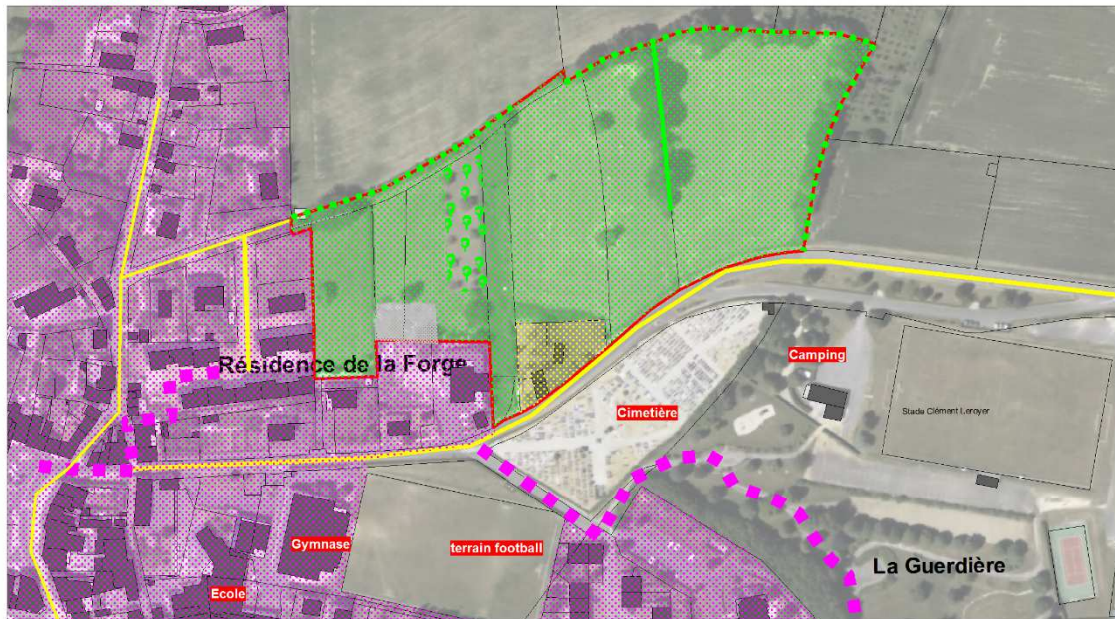 Résidence de la Forge
Camping
Cimetière
Stade Clément Leroyer
Gymnase
terrain football
La Guerdière
Ecole